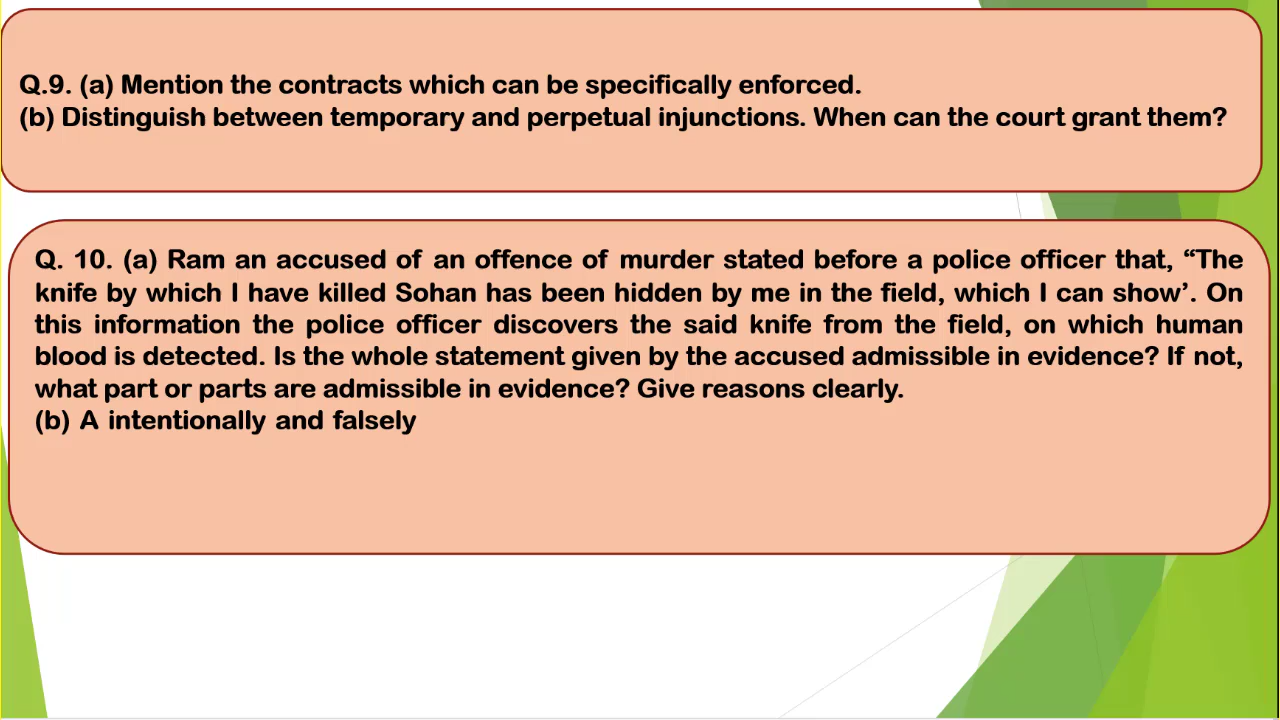 Q.9. (a) Mention the contracts which can be specifically enforced.
(b) Distinguish between temporary and perpetual injunctions. When can the court grant them?
Q. 10. (a) Ram an accused of an offence of murder stated before a police officer that, “The
knife by which I have killed Sohan has been hidden by me in the field, which I can show’. On
this information the police officer discovers the said knife from the field, on which human
blood is detected. Is the whole statement given by the accused admissible in evidence? If not,
what part or parts are admissible in evidence? Give reasons clearly.
(b) A intentionally and falsely